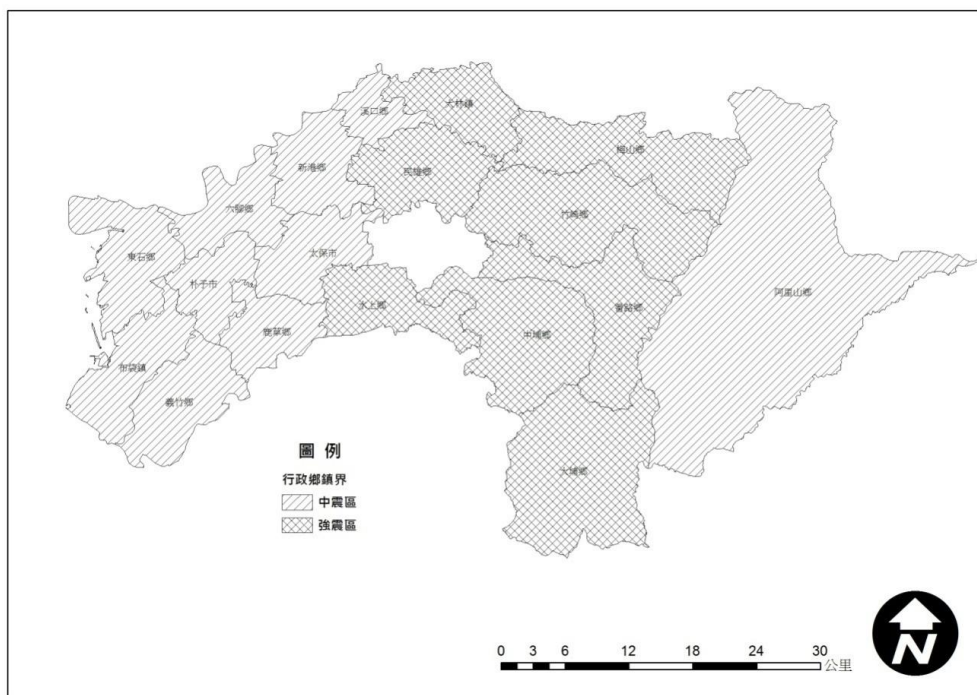 大林鎮
溪口鄉
梅山鄉
新港鄉
民雄鄉
六腳鄉
竹崎鄉
太保市
東石鄉
朴子市
阿里山鄉
水上鄉
番路鄉
鹿草鄉
中埔鄉
布袋鎮
義竹鄉
圖 例
大埔鄉
行政鄉鎮界
中震區
強震區
N
0 3 6 12 18 24 30
公里